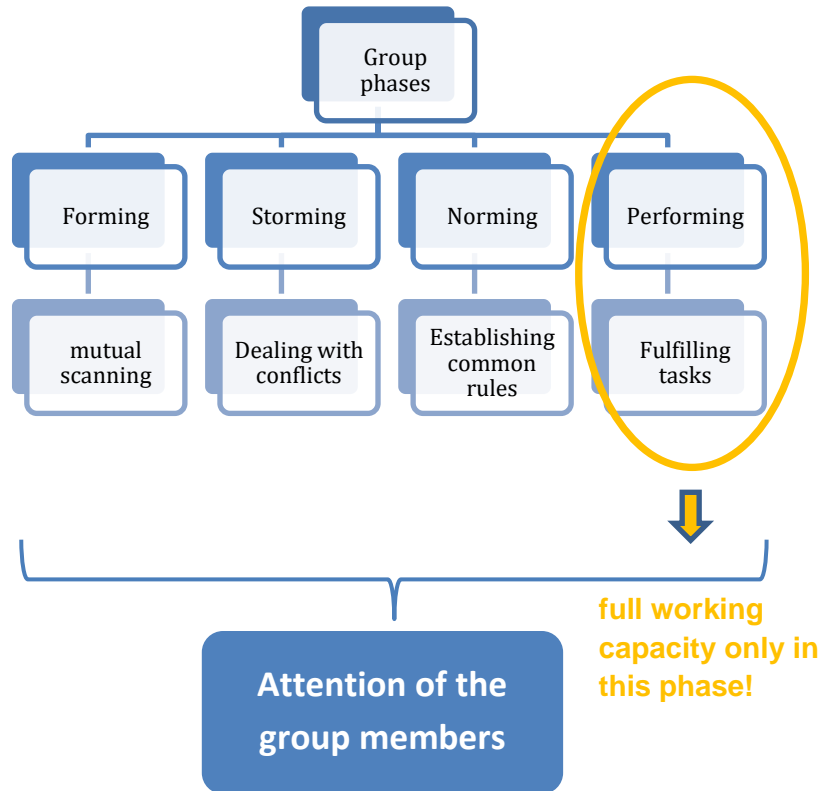 Group
phases
Forming
Storming
Norming
Performing
mutual
scanning
Dealing with
conflicts
Establishing
common
rules
Fulfilling
tasks
full working
capacity only in
this phase!
Attention of the
group members